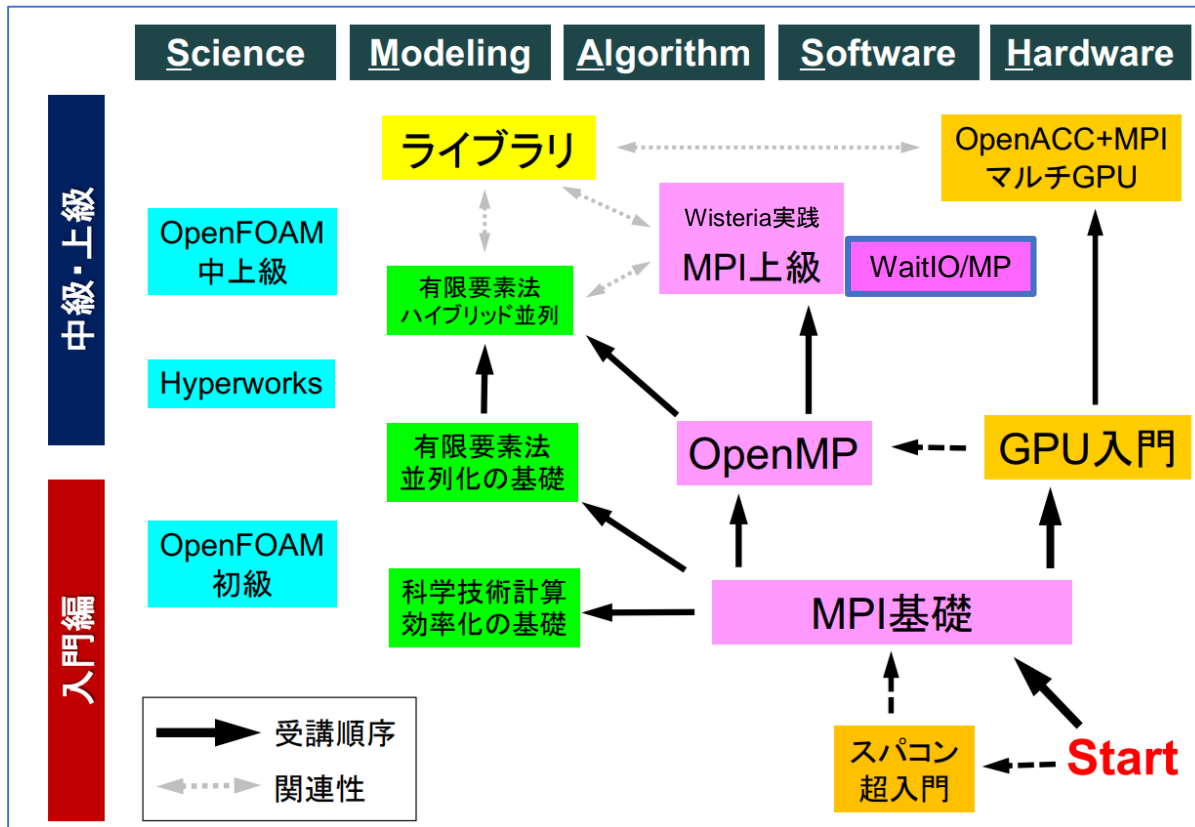 Science
Modeling
Algorithm
Software
Hardware
中級・上級
ライブラリ
OpenACC+MPI
マルチGPU
OpenFOAM
中上級
Wisteria実践
MPI上級
WaitIO/MP
有限要素法
ハイブリッド並列
Hyperworks
有限要素法
並列化の基礎
OpenMP
GPU入門
入門編
OpenFOAM
初級
科学技術計算
効率化の基礎
MPI基礎
受講順序
関連性
スパコン
超入門
Start